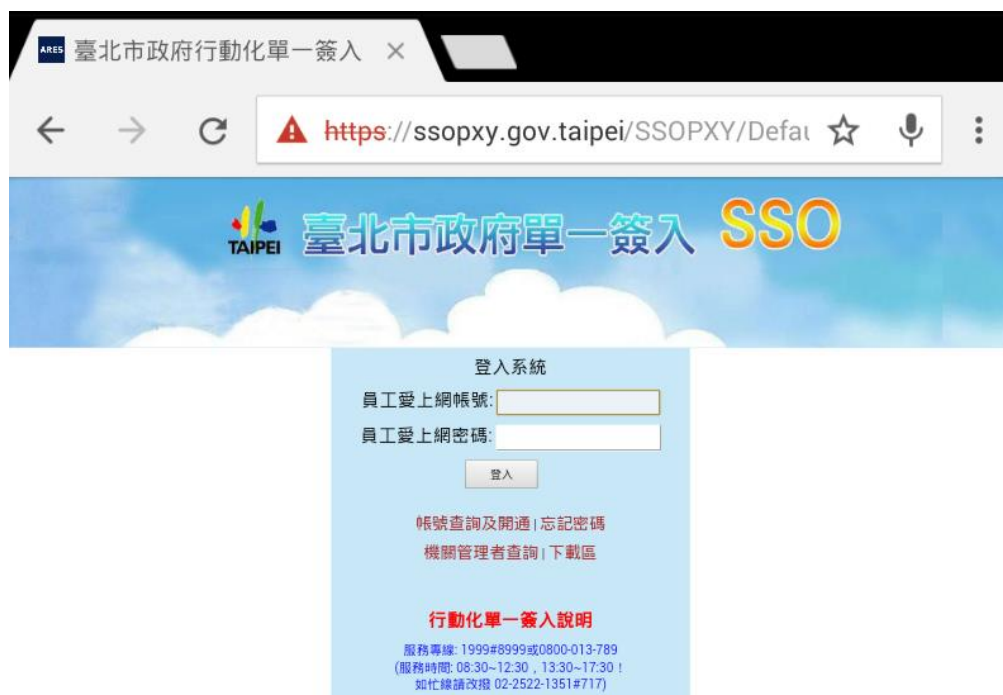 ARES 臺北市政府行動化單一簽入
https://ssopxy.gov.taipei/SSOPXY/Defau
TAIPEI 臺北市政府單一簽入 SSO
登入系統
員工愛上網帳號:
員工愛上網密碼:
登入
帳號查詢及開通 | 忘記密碼
機關管理者查詢 | 下載區
行動化單一簽入說明
服務專線: 1999#8999或0800-013-789
(服務時間: 08:30~12:30 , 13:30~17:30 !
如忙線請改撥 02-2522-1351#717)